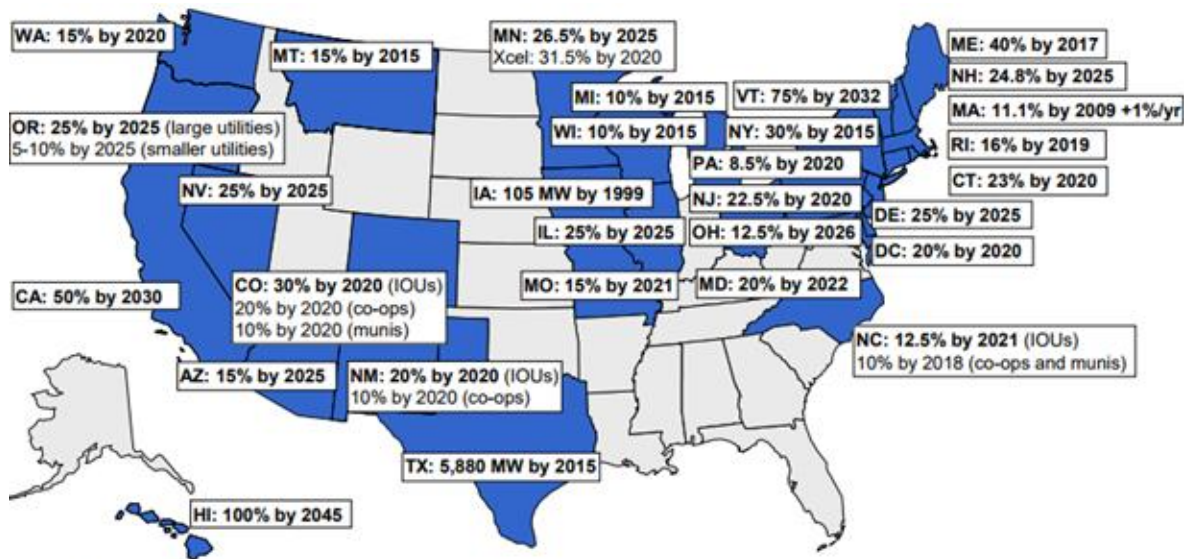 WA: 15% by 2020
MT: 15% by 2015
MN: 26.5% by 2025
Xcel: 31.5% by 2020
ME: 40% by 2017
NH: 24.8% by 2025
MI: 10% by 2015
VT: 75% by 2032
MA: 11.1% by 2009 +1%/yr
OR: 25% by 2025 (large utilities)
5-10% by 2025 (smaller utilities)
WI: 10% by 2015
NY: 30% by 2015
RI: 16% by 2019
PA: 8.5% by 2020
CT: 23% by 2020
NV: 25% by 2025
IA: 105 MW by 1999
NJ: 22.5% by 2020
DE: 25% by 2025
IL: 25% by 2025
OH: 12.5% by 2026
DC: 20% by 2020
CA: 50% by 2030
CO: 30% by 2020 (IOUs)
20% by 2020 (co-ops)
10% by 2020 (munis)
MO: 15% by 2021
MD: 20% by 2022
NC: 12.5% by 2021 (IOUs)
10% by 2018 (co-ops and munis)
AZ: 15% by 2025
NM: 20% by 2020 (IOUs)
10% by 2020 (co-ops)
TX: 5,880 MW by 2015
HI: 100% by 2045